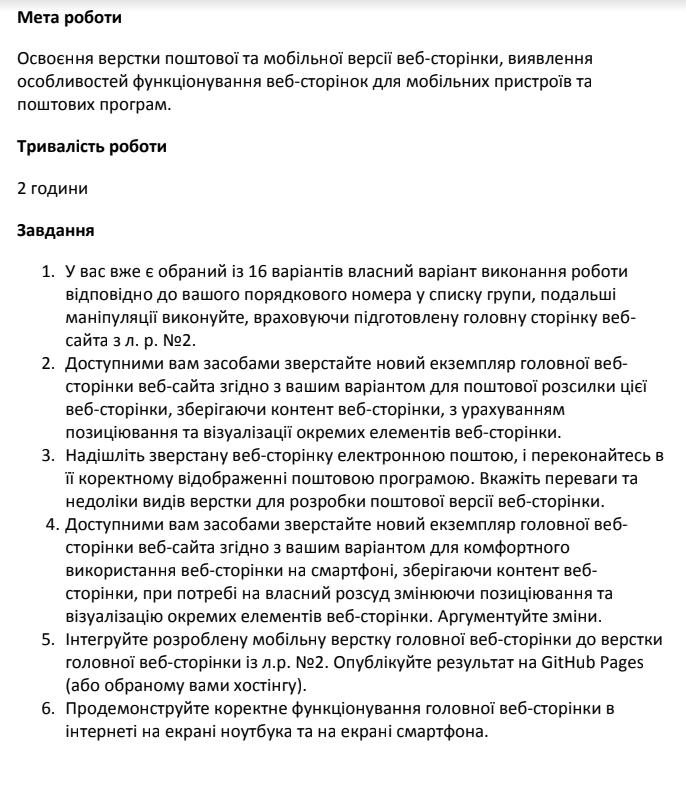 Мета роботи
Освоєння верстки поштової та мобільної версії веб-сторінки, виявлення
особливостей функціонування веб-сторінок для мобільних пристроїв та
поштових програм.
Тривалість роботи
2 години
Завдання
1. У вас вже є обраний із 16 варіантів власний варіант виконання роботи
відповідно до вашого порядкового номера у списку групи, подальші
маніпуляції виконуйте, враховуючи підготовлену головну сторінку веб-
сайта з л. р. №2.
2. Доступними вам засобами зверстайте новий екземпляр головної веб-
сторінки веб-сайта згідно з вашим варіантом для поштової розсилки цієї
веб-сторінки, зберігаючи контент веб-сторінки, з урахуванням
позиціювання та візуалізації окремих елементів веб-сторінки.
3. Надішліть зверстану веб-сторінку електронною поштою, і переконайтесь в
її коректному відображенні поштовою програмою. Вкажіть переваги та
недоліки видів верстки для розробки поштової версії веб-сторінки.
4. Доступними вам засобами зверстайте новий екземпляр головної веб-
сторінки веб-сайта згідно з вашим варіантом для комфортного
використання веб-сторінки на смартфоні, зберігаючи контент веб-
сторінки, при потребі на власний розсуд змінюючи позиціювання та
візуалізацію окремих елементів веб-сторінки. Аргументуйте зміни.
5. Інтегруйте розроблену мобільну верстку головної веб-сторінки до верстки
головної веб-сторінки із л.р. №2. Опублікуйте результат на GitHub Pages
(або обраному вами хостінгу).
6. Продемонструйте коректне функціонування головної веб-сторінки в
інтернеті на екрані ноутбука та на екрані смартфона.